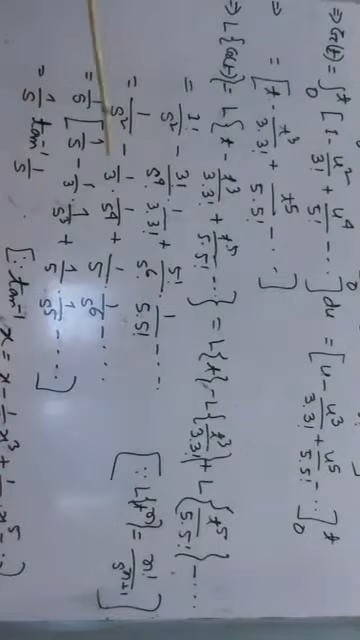 ⇒ G(t) = ∫₀ᵗ [1 - u²/3! + u⁴/5! - ...] du = [u - u³/3.3! + u⁵/5.5! - ...]₀ᵗ
⇒ = [t - t³/3.3! + t⁵/5.5! - ...]
⇒ L{G(t)} = L{t - t³/3.3! + t⁵/5.5! - ...} = L{t} - L{t³/3.3!} + L{t⁵/5.5!} - ...
= 1!/s² - 3!/s⁴ . 1/3.3! + 5!/s⁶ . 1/5.5! - ... [∵ L{tⁿ} = n!/sⁿ⁺¹]
= 1/s² - 1/3 . 1/s⁴ + 1/5 . 1/s⁶ - ...
= 1/s [1/s - 1/3 . 1/s³ + 1/5 . 1/s⁵ - ...]
= 1/s tan⁻¹ 1/s [∵ tan⁻¹ x = x - 1/3 x³ + x⁵ - ...]